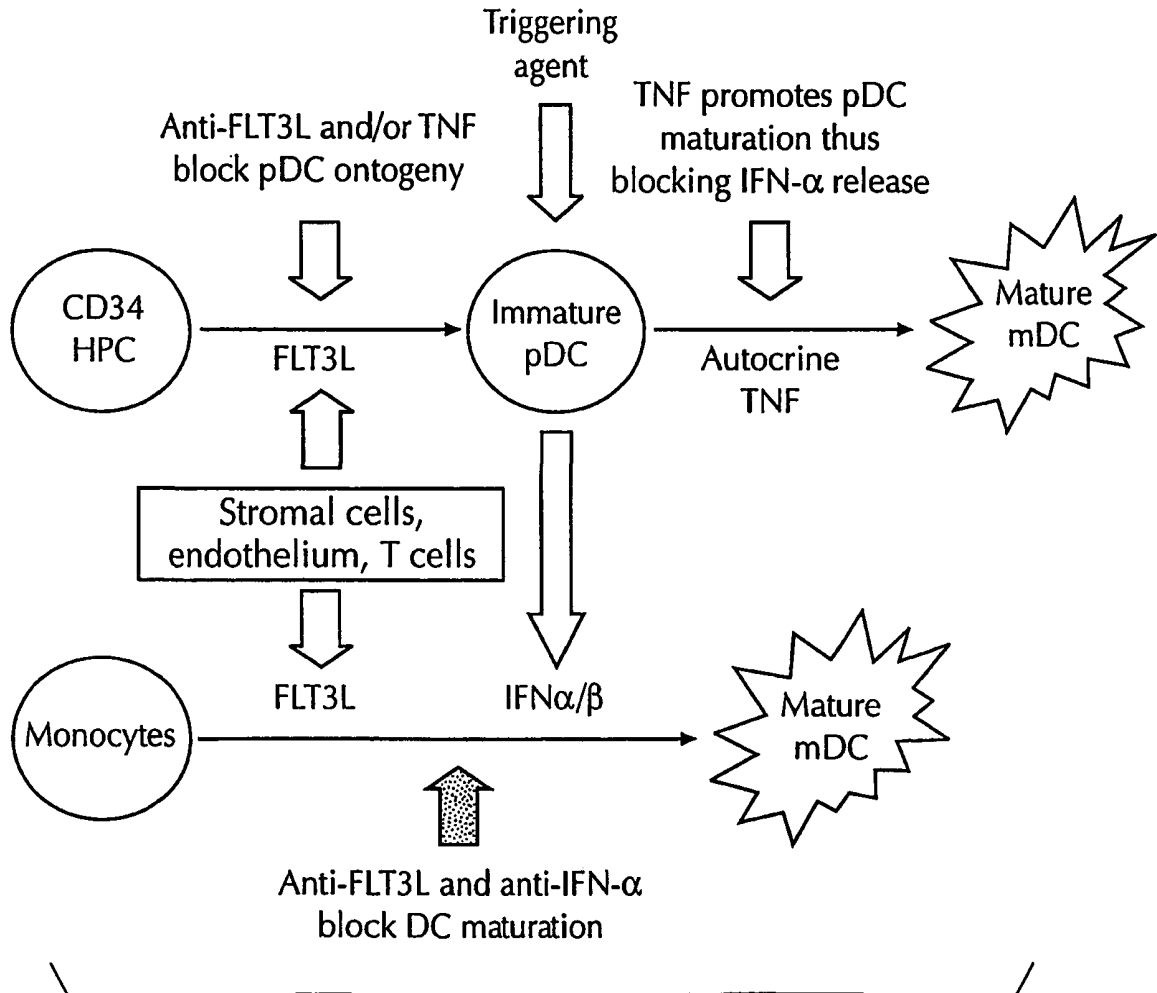 Triggering
agent
Anti-FLT3L and/or TNF
block pDC ontogeny
TNF promotes pDC
maturation thus
blocking IFN-α release
CD34
HPC
FLT3L
Immature
pDC
Autocrine
TNF
Mature
mDC
Stromal cells,
endothelium, T cells
Monocytes
FLT3L
IFNα/β
Mature
mDC
Anti-FLT3L and anti-IFN-α
block DC maturation